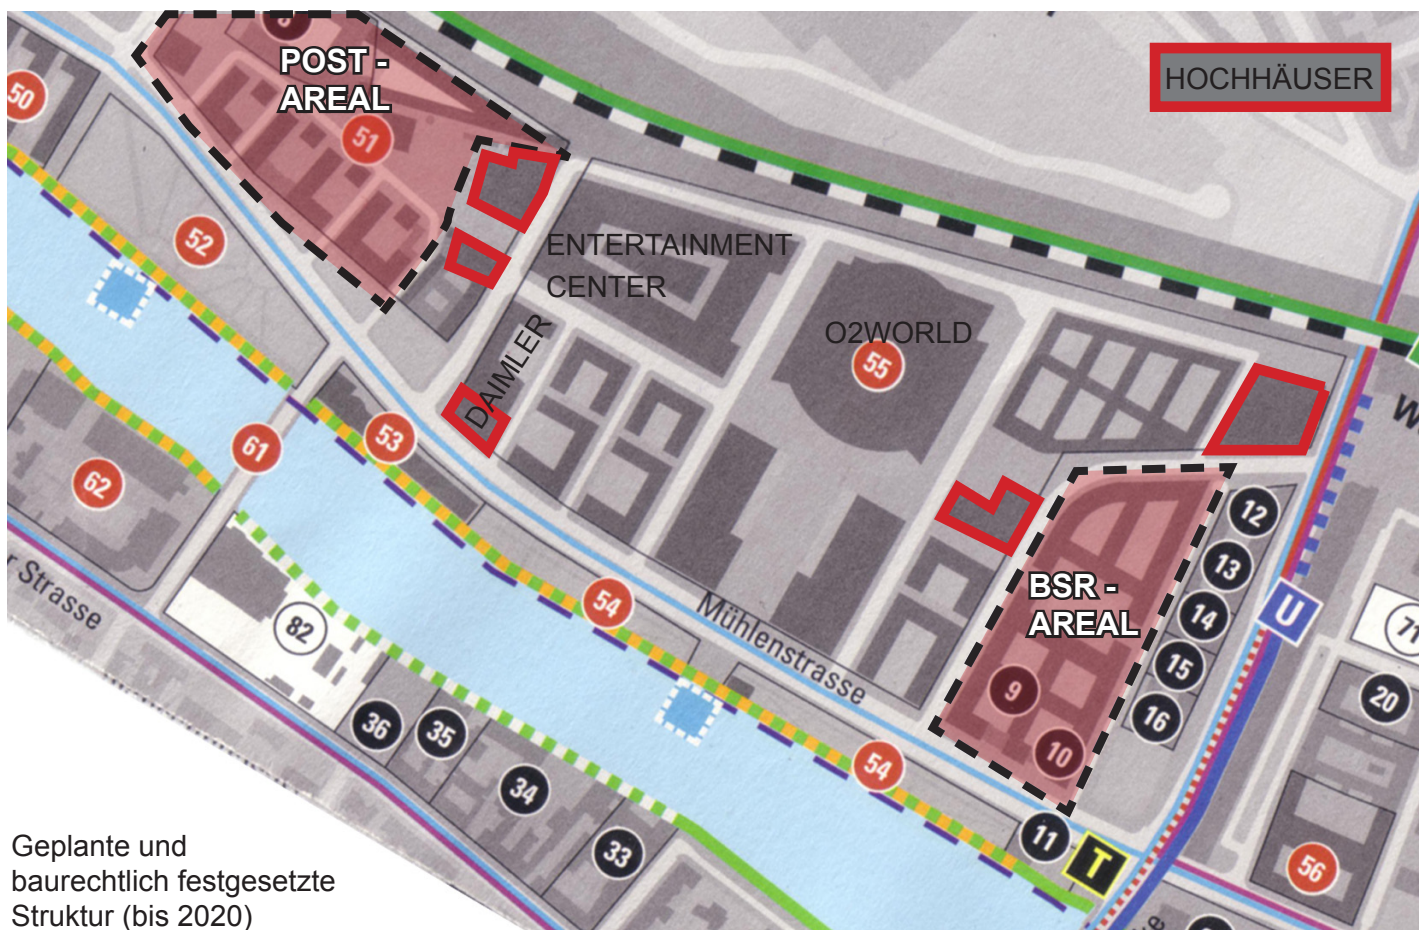 8
POST -
AREAL
HOCHHÄUSER
50
51
52
ENTERTAINMENT
CENTER
O2WORLD
55
DAIMLER
53
61
62
W
12
13
BSR -
AREAL
14
U
54
Mühlenstrasse
r Strasse
82
71
15
9
16
20
10
36
35
34
54
33
11
T
56
Geplante und
baurechtlich festgesetzte
Struktur (bis 2020)